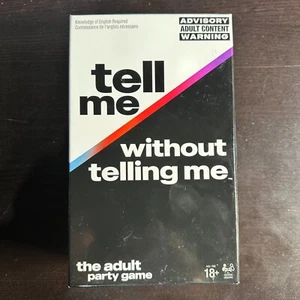 Knowledge of English Required
Connaissance de l'anglais nécessaire
ADVISORY
ADULT CONTENT
WARNING
tell
me
without
telling me™
the adult
party game
18+